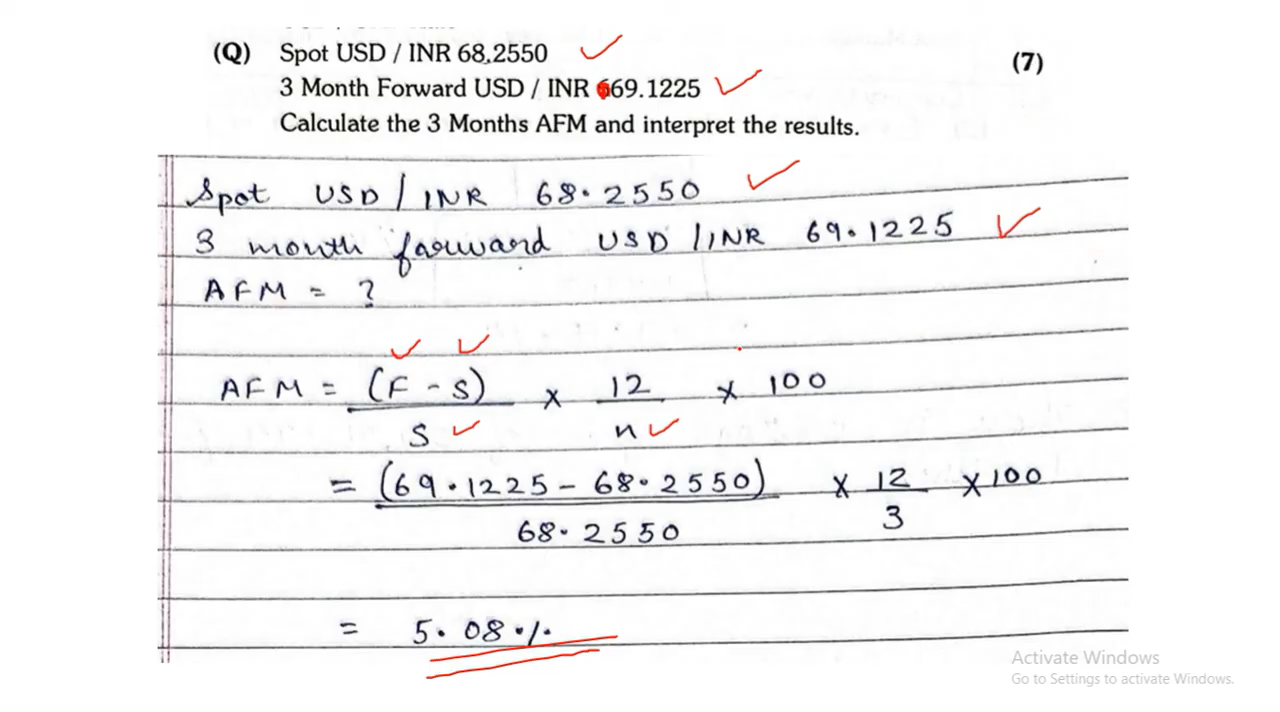 (Q) Spot USD / INR 68.2550
(7)
3 Month Forward USD / INR 669.1225
Calculate the 3 Months AFM and interpret the results.
Spot USD / INR 68.2550
3 month forward USD / INR 69.1225
AFM = ?
AFM = (F - S) / S × 12 / n × 100
= (69.1225 - 68.2550) / 68.2550 × 12 / 3 × 100
= 5.08 %
Activate Windows
Go to Settings to activate Windows.